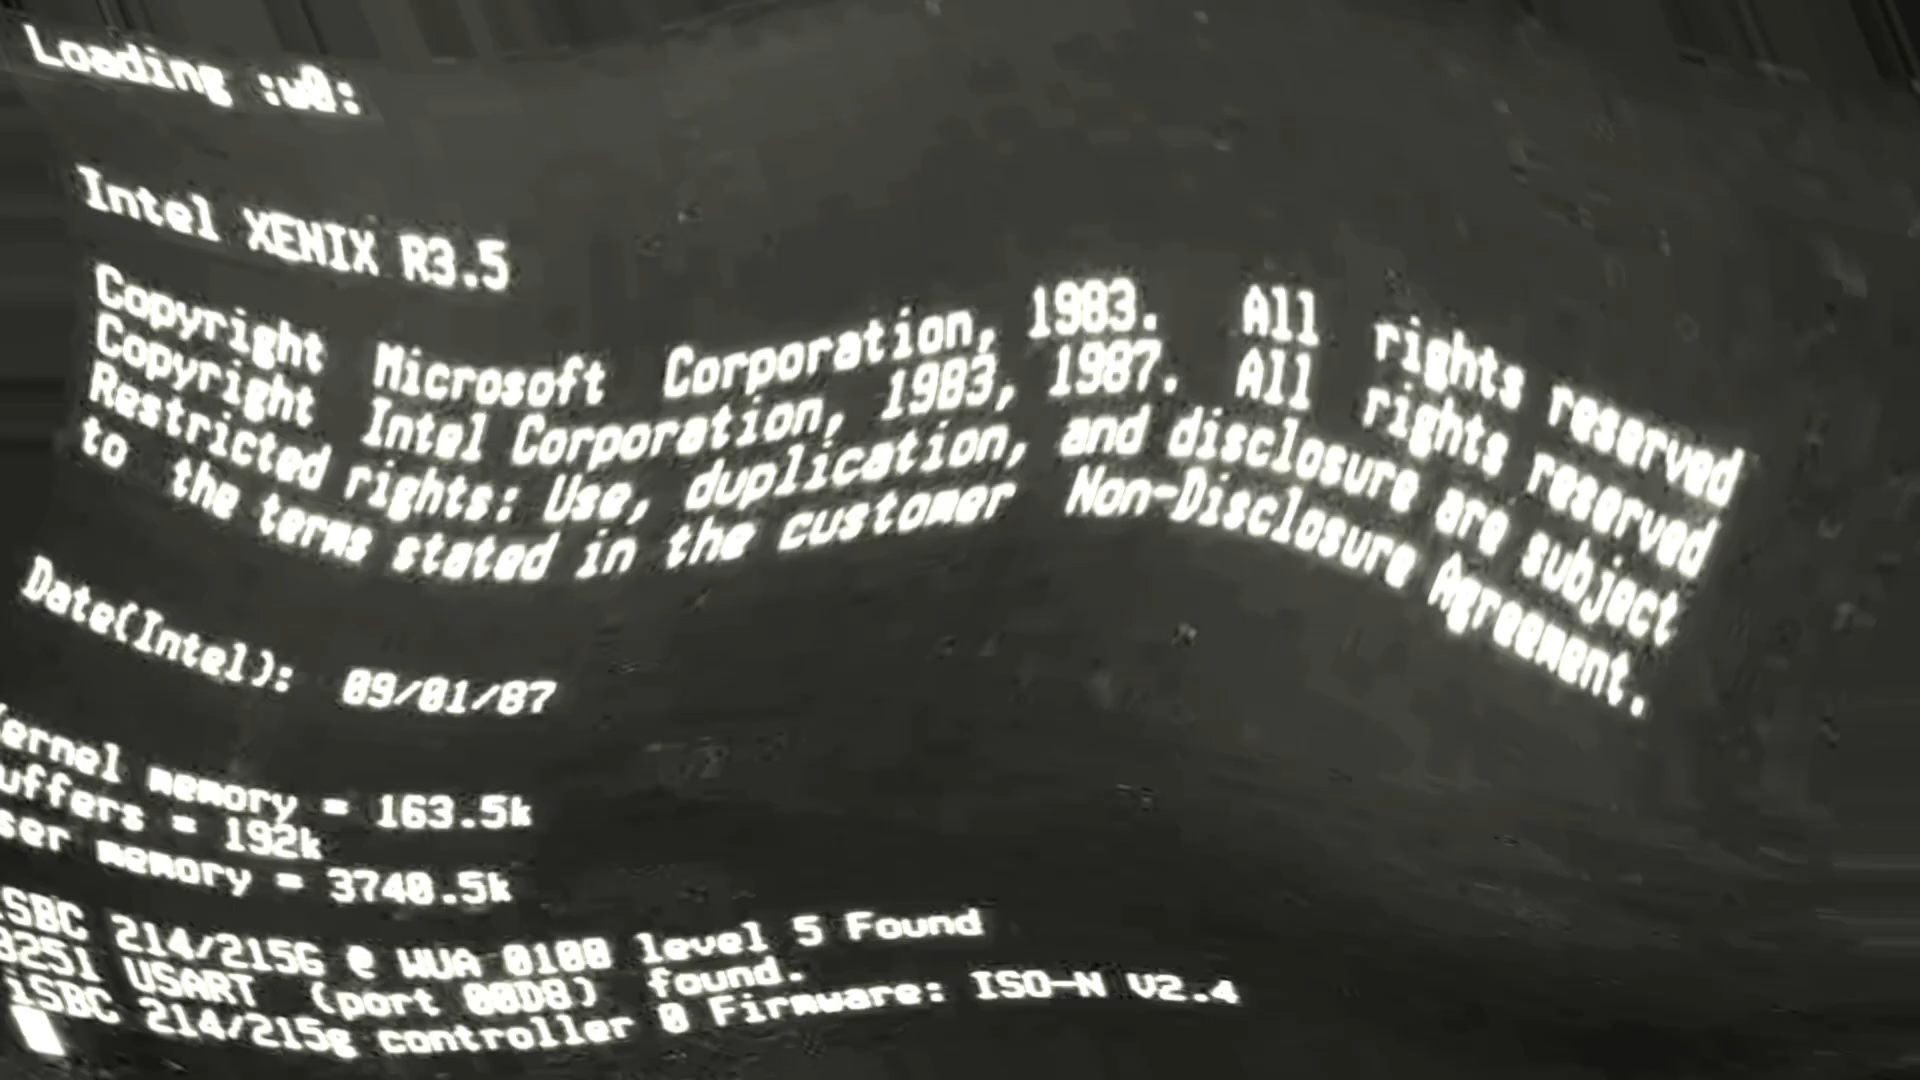 Loading :w0:
Intel XENIX R3.5
Copyright Microsoft Corporation, 1983. All rights reserved
Copyright Intel Corporation, 1983, 1987. All rights reserved
Restricted rights: Use, duplication, and disclosure are subject
to the terms stated in the customer Non-Disclosure Agreement.
Date(Intel): 09/01/87
ernel memory = 163.5k
uffers = 192k
ser memory = 3740.5k
iSBC 214/215G @ WUA 0100 level 5 Found
8251 USART (port 00D8) found.
iSBC 214/215g controller 0 Firmware: ISO-N V2.4